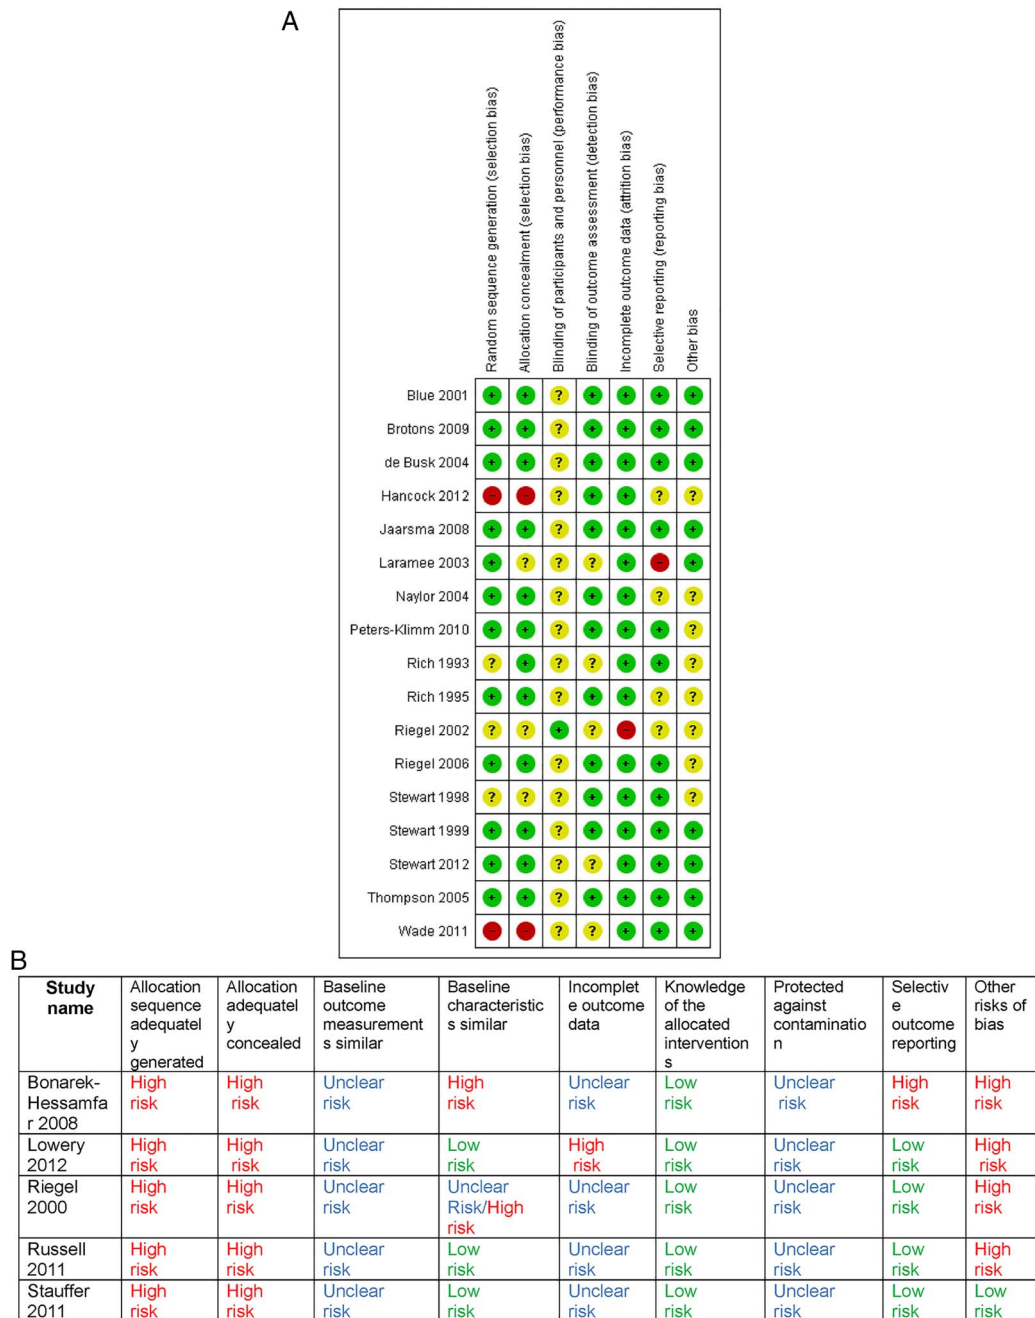 A
Random sequence generation (selection bias)
Allocation concealment (selection bias)
Blinding of participants and personnel (performance bias)
Blinding of outcome assessment (detection bias)
Incomplete outcome data (attrition bias)
Selective reporting (reporting bias)
Other bias
Blue 2001 + + ? + + + +
Brotons 2009 + + ? + + + +
de Busk 2004 + + ? + + + +
Hancock 2012 - - ? + + ? ?
Jaarsma 2008 + + ? + + + +
Laramee 2003 + ? ? ? + - +
Naylor 2004 + + ? + + ? ?
Peters-Klimm 2010 + + ? + + + ?
Rich 1993 ? + ? ? + + ?
Rich 1995 + + ? + + ? ?
Riegel 2002 ? ? + ? - ? ?
Riegel 2006 + + ? + + + ?
Stewart 1998 ? ? ? + + + ?
Stewart 1999 + + ? + + + +
Stewart 2012 + + ? ? + + +
Thompson 2005 + + ? + + + +
Wade 2011 - - ? ? + + +
B
Study
name
Allocation
sequence
adequatel
y
generated
Allocation
adequatel
y
concealed
Baseline
outcome
measurement
s similar
Baseline
characteristic
s similar
Incomplet
e outcome
data
Knowledge
of the
allocated
intervention
s
Protected
against
contaminatio
n
Selectiv
e
outcome
reporting
Other
risks of
bias
Bonarek-
Hessamfa
r 2008
High
risk
High
risk
Unclear
risk
High
risk
Unclear
risk
Low
risk
Unclear
risk
High
risk
High
risk
Lowery
2012
High
risk
High
risk
Unclear
risk
Low
risk
High
risk
Low
risk
Unclear
risk
Low
risk
High
risk
Riegel
2000
High
risk
High
risk
Unclear
risk
Unclear
Risk/High
risk
Unclear
risk
Low
risk
Unclear
risk
Low
risk
High
risk
Russell
2011
High
risk
High
risk
Unclear
risk
Low
risk
Unclear
risk
Low
risk
Unclear
risk
Low
risk
High
risk
Stauffer
2011
High
risk
High
risk
Unclear
risk
Low
risk
Unclear
risk
Low
risk
Unclear
risk
Low
risk
Low
risk